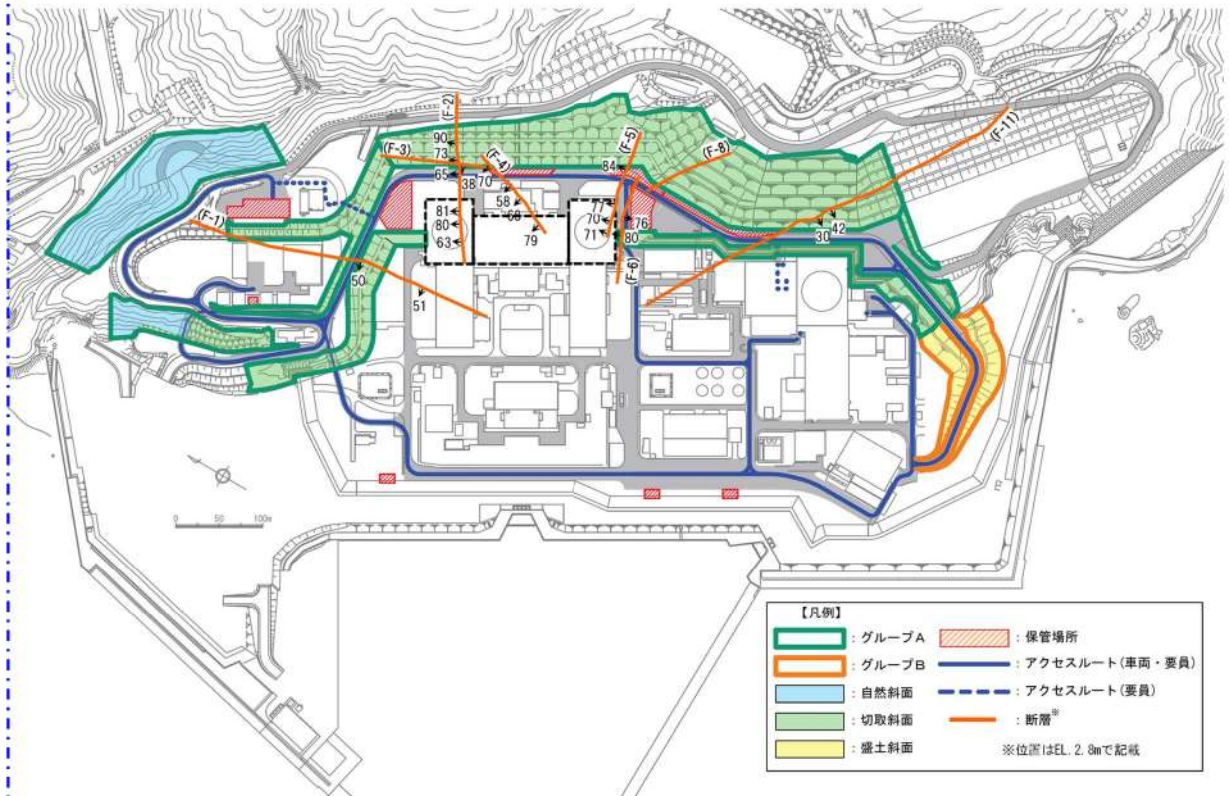 (F-2)
90
(F-3)
73
65
38
70
(F-4)
58
68
84
(F-5)
(F-8)
(F-11)
(F-1)
81
80
63
79
77
70
71
76
80
42
30
50
51
(F-6)
0 50 100m
【凡例】
：グループA
：グループB
：自然斜面
：切取斜面
：盛土斜面
：保管場所
：アクセスルート(車両・要員)
：アクセスルート(要員)
：断層※
※位置はEL.2.8mで記載